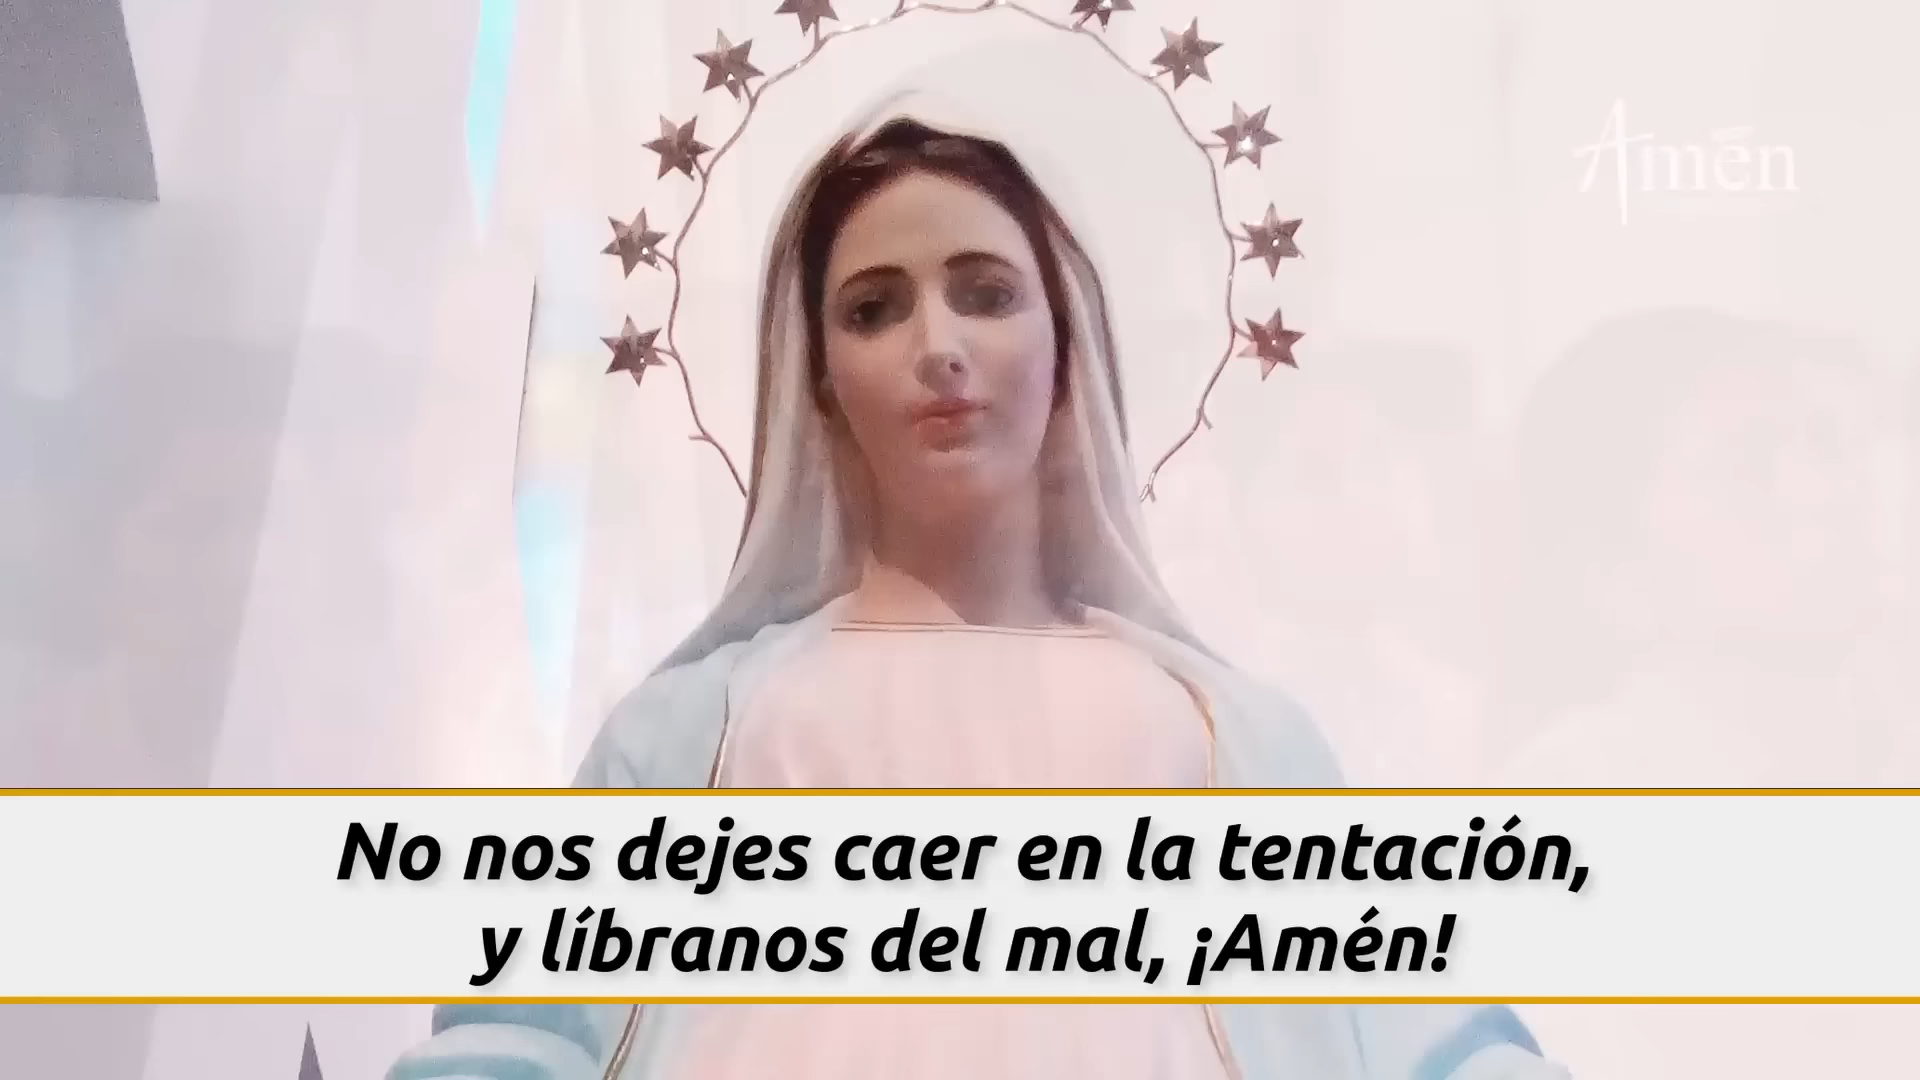 Amén
No nos dejes caer en la tentación,
y líbranos del mal, ¡Amén!